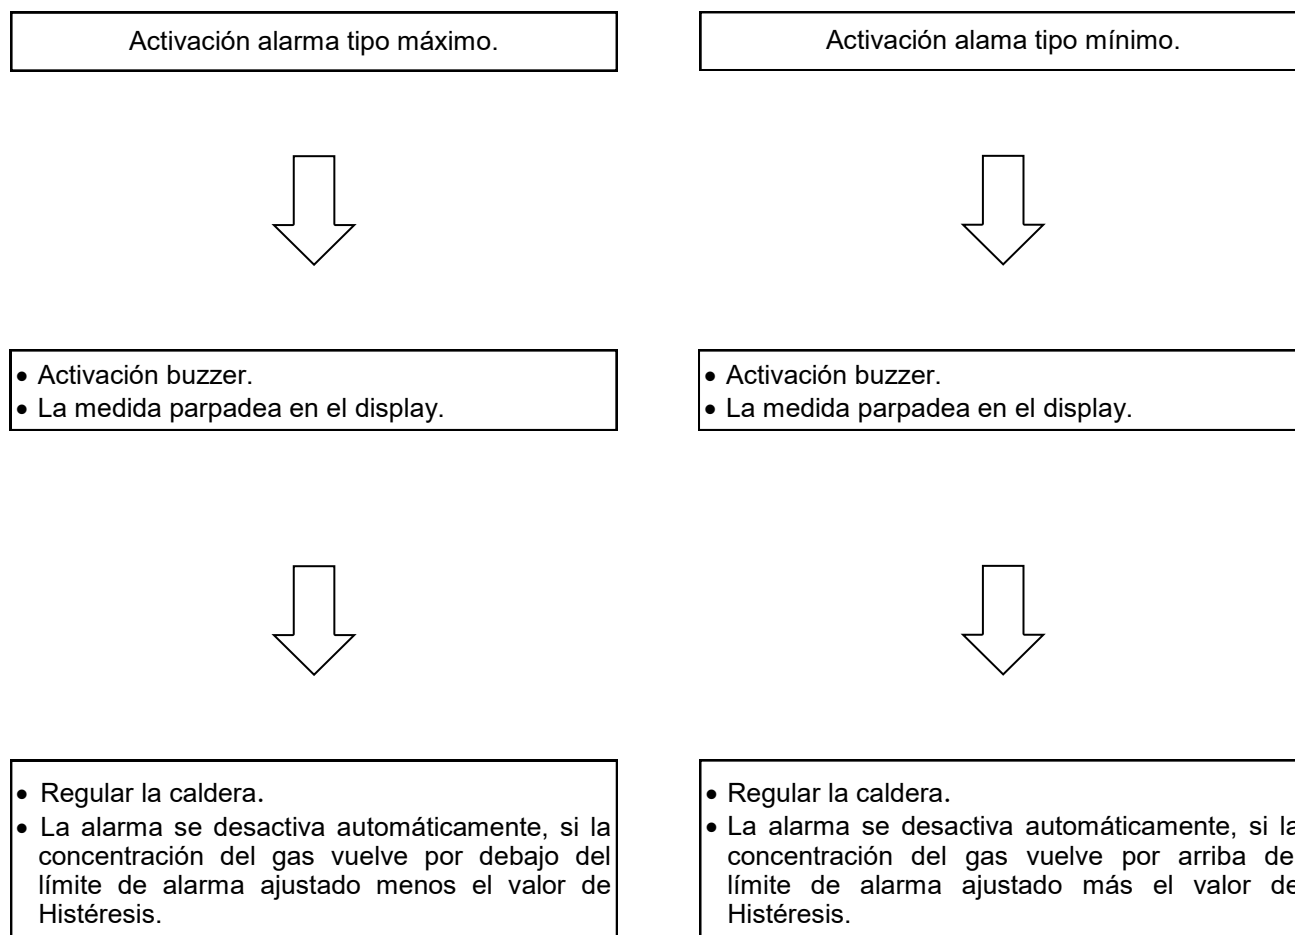 Activación alarma tipo máximo.
• Activación buzzer.
• La medida parpadea en el display.
• Regular la caldera.
• La alarma se desactiva automáticamente, si la
concentración del gas vuelve por debajo del
límite de alarma ajustado menos el valor de
Histéresis.
Activación alama tipo mínimo.
• Activación buzzer.
• La medida parpadea en el display.
• Regular la caldera.
• La alarma se desactiva automáticamente, si la
concentración del gas vuelve por arriba de
límite de alarma ajustado más el valor de
Histéresis.